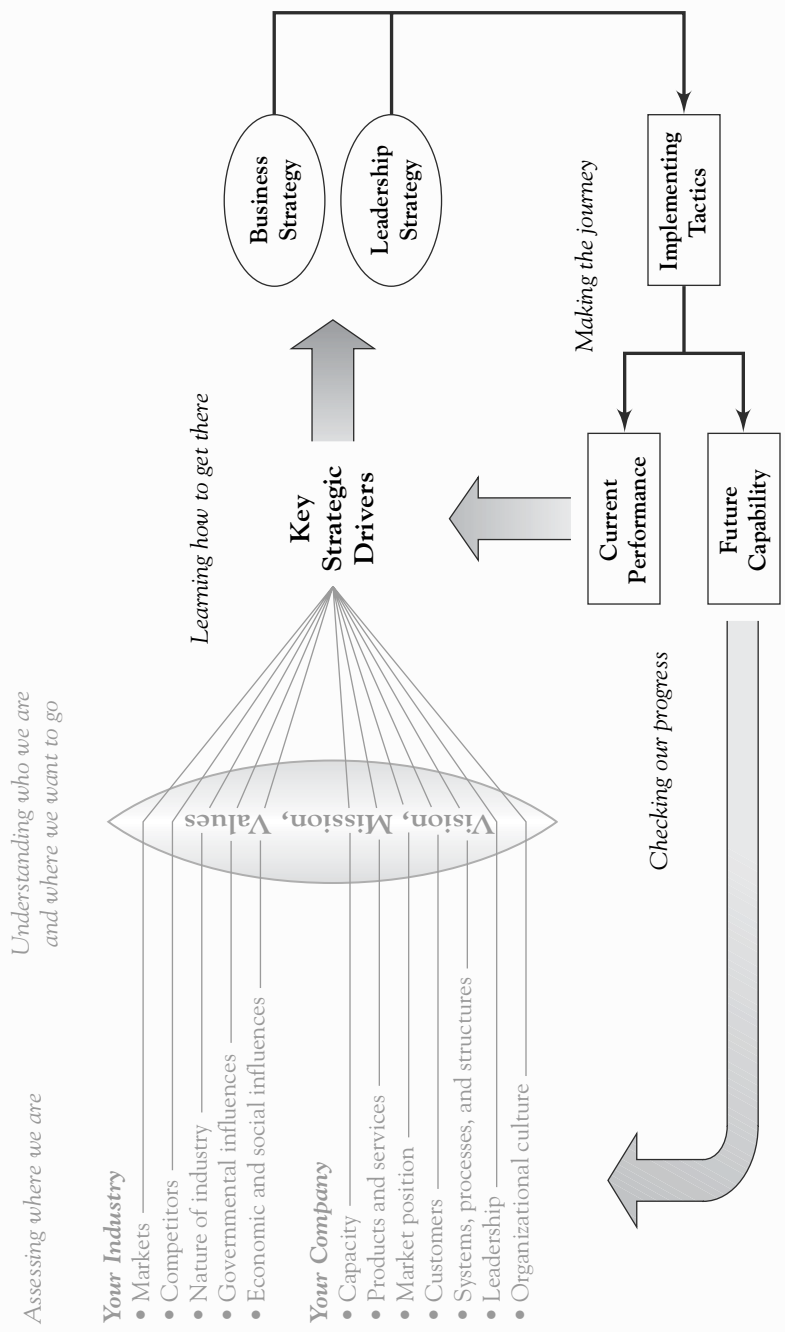 Assessing where we are
Understanding who we are
and where we want to go
Your Industry
• Markets
• Competitors
• Nature of industry
• Governmental influences
• Economic and social influences
Your Company
• Capacity
• Products and services
• Market position
• Customers
• Systems, processes, and structures
• Leadership
• Organizational culture
Vision, Mission, Values
Learning how to get there
Key
Strategic
Drivers
Business
Strategy
Leadership
Strategy
Making the journey
Implementing
Tactics
Current
Performance
Future
Capability
Checking our progress